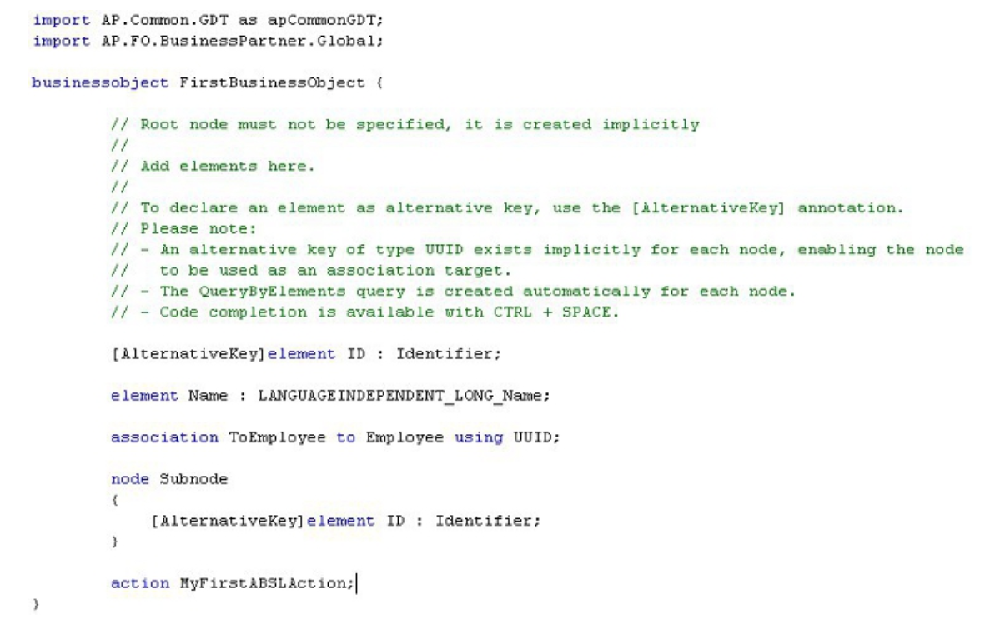 import AP.Common.GDT as apCommonGDT;
import AP.FO.BusinessPartner.Global;
businessobject FirstBusinessObject {
// Root node must not be specified, it is created implicitly
//
// Add elements here.
//
// To declare an element as alternative key, use the [AlternativeKey] annotation.
// Please note:
// - An alternative key of type UUID exists implicitly for each node, enabling the node
//   to be used as an association target.
// - The QueryByElements query is created automatically for each node.
// - Code completion is available with CTRL + SPACE.
[AlternativeKey]element ID : Identifier;
element Name : LANGUAGEINDEPENDENT_LONG_Name;
association ToEmployee to Employee using UUID;
node Subnode
{
[AlternativeKey]element ID : Identifier;
}
action MyFirstABSLAction;
}